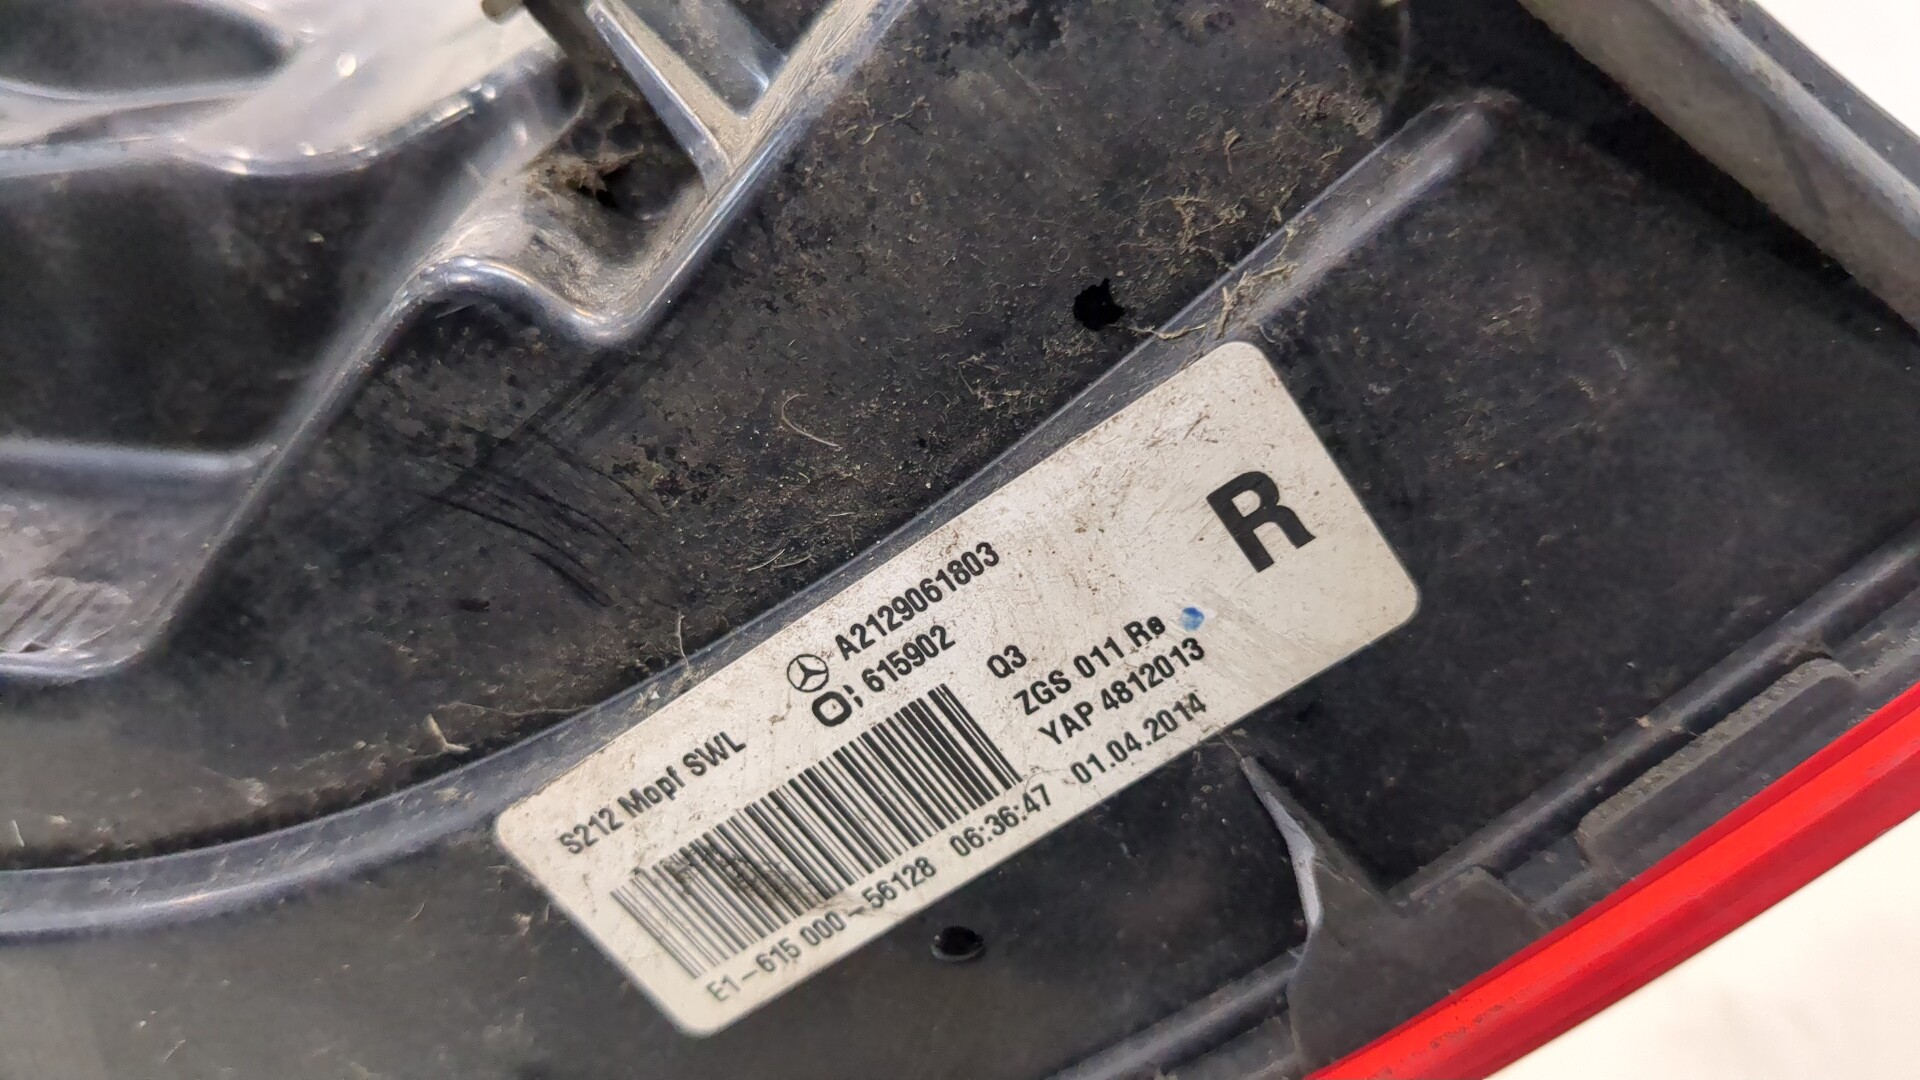 A2129061803
615902
R
S212 Mopf SWL
Q3
ZGS 011 Re
YAP 4812013
E1-615 000-56128 06:36:47 01.04.2014